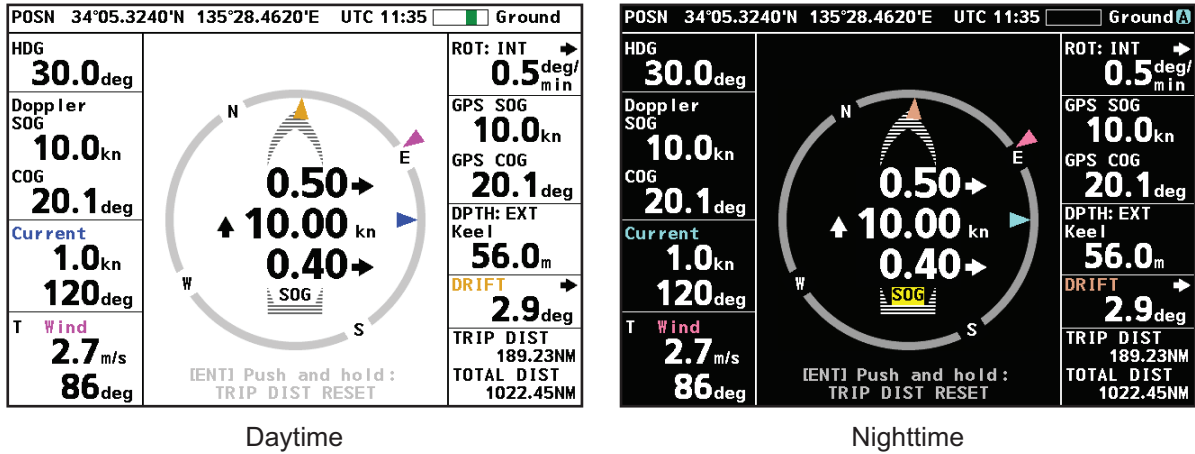 POSN 34°05.3240'N 135°28.4620'E UTC 11:35 Ground
HDG
30.0deg
Doppler
SOG
10.0kn
COG
20.1deg
Current
1.0kn
120deg
T Wind
2.7m/s
86deg
N
E
W
S
0.50
10.00 kn
0.40
SOG
[ENT] Push and hold:
TRIP DIST RESET
ROT: INT
0.5deg/min
GPS SOG
10.0kn
GPS COG
20.1deg
DPTH: EXT
Keel
56.0m
DRIFT
2.9deg
TRIP DIST
189.23NM
TOTAL DIST
1022.45NM
Daytime
POSN 34°05.3240'N 135°28.4620'E UTC 11:35 Ground A
HDG
30.0deg
Doppler
SOG
10.0kn
COG
20.1deg
Current
1.0kn
120deg
T Wind
2.7m/s
86deg
N
E
W
S
0.50
10.00 kn
0.40
SOG
[ENT] Push and hold:
TRIP DIST RESET
ROT: INT
0.5deg/min
GPS SOG
10.0kn
GPS COG
20.1deg
DPTH: EXT
Keel
56.0m
DRIFT
2.9deg
TRIP DIST
189.23NM
TOTAL DIST
1022.45NM
Nighttime